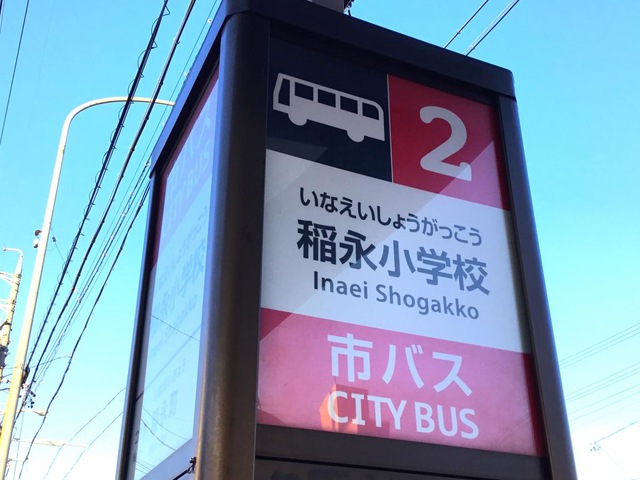 2
いなえいしょうがっこう
稲永小学校
Inaei Shogakko
市バス
CITY BUS